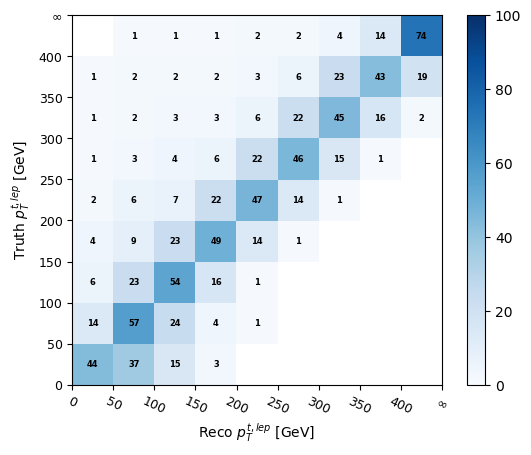 ∞
1 1 1 2 2 4 14 74
400
1 2 2 2 3 6 23 43 19
350
1 2 3 3 6 22 45 16 2
300
1 3 4 6 22 46 15 1
250
2 6 7 22 47 14 1
200
4 9 23 49 14 1
150
6 23 54 16 1
100
14 57 24 4 1
50
44 37 15 3
0
0 50 100 150 200 250 300 350 400 ∞
Reco $p_T^{t,lep}$ [GeV]
Truth $p_T^{t,lep}$ [GeV]
100
80
60
40
20
0